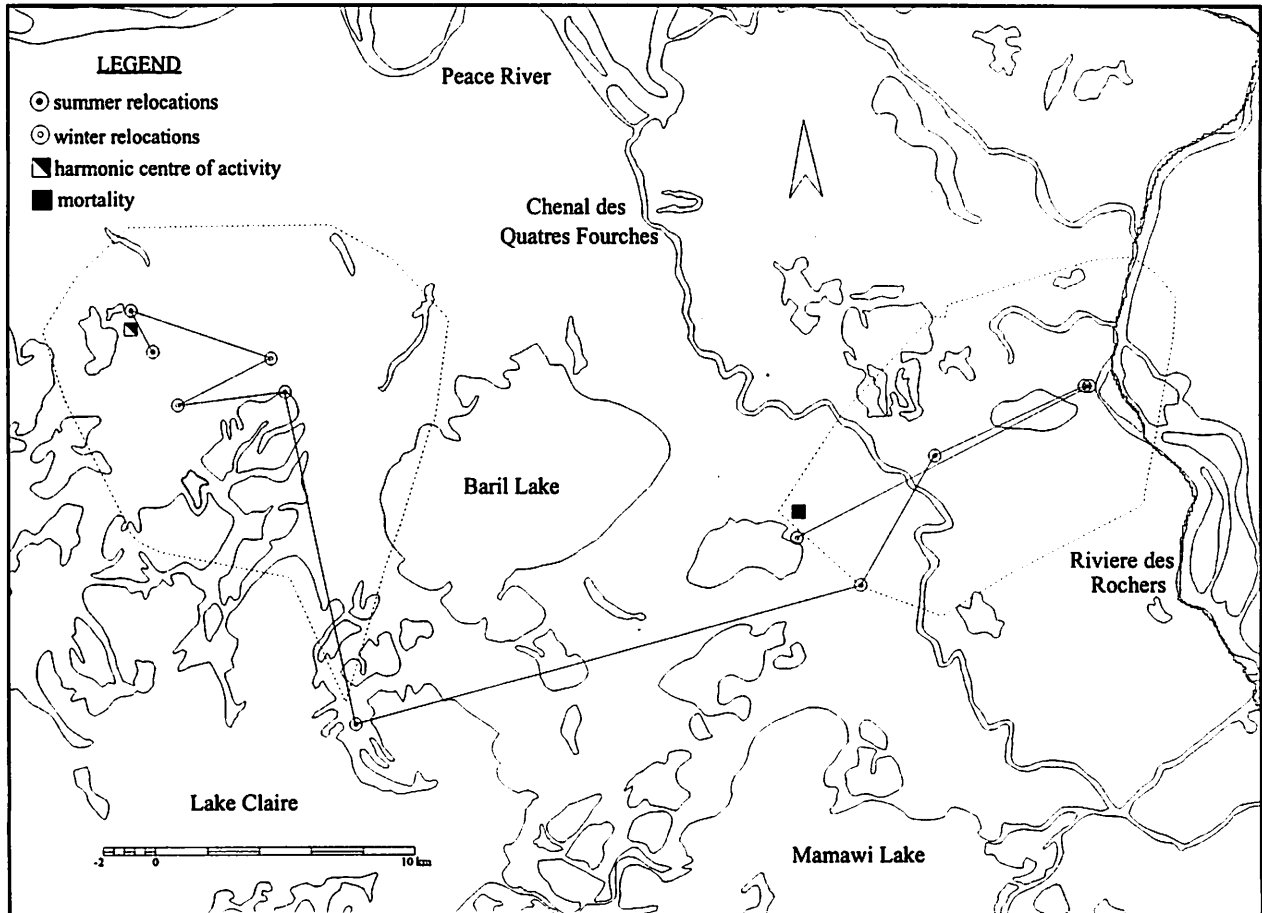 LEGEND
summer relocations
winter relocations
harmonic centre of activity
mortality
Peace River
Chenal des
Quatres Fourches
Baril Lake
Riviere des
Rochers
Lake Claire
-2 0 10 km
Mamawi Lake